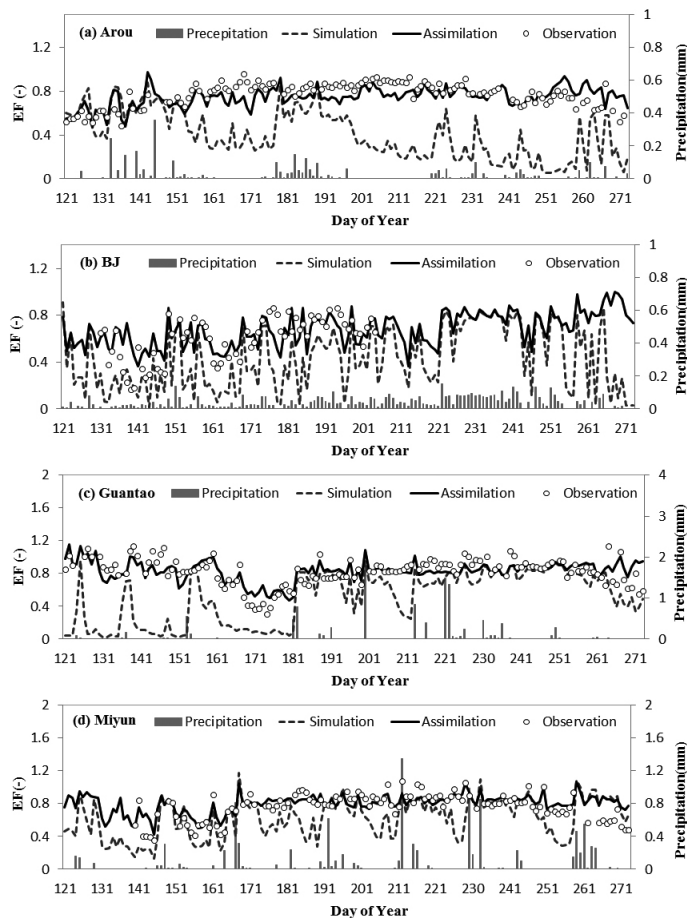 (a) Arou Precepitation Simulation Assimilation Observation
EF (-)
1.2
0.8
0.4
0
1
0.8
0.6
0.4
0.2
0
Precipitation(mm)
121 131 141 151 161 171 181 191 201 211 221 231 241 251 261 271
Day of Year
(b) BJ Precipitation Simulation Assimilation Observation
EF (-)
1.2
0.8
0.4
0
1
0.8
0.6
0.4
0.2
0
Precipitation(mm)
121 131 141 151 161 171 181 191 201 211 221 231 241 251 261 271
Day of Year
(c) Guantao Precipitation Simulation Assimilation Observation
EF (-)
2
1.6
1.2
0.8
0.4
0
4
3
2
1
0
Precipitation(mm)
121 131 141 151 161 171 181 191 201 211 221 231 241 251 261 271
Day of Year
(d) Miyun Precipitation Simulation Assimilation Observation
EF(-)
2
1.6
1.2
0.8
0.4
0
2
1.6
1.2
0.8
0.4
0
Precipitation(mm)
121 131 141 151 161 171 181 191 201 211 221 231 241 251 261 271
Day of Year